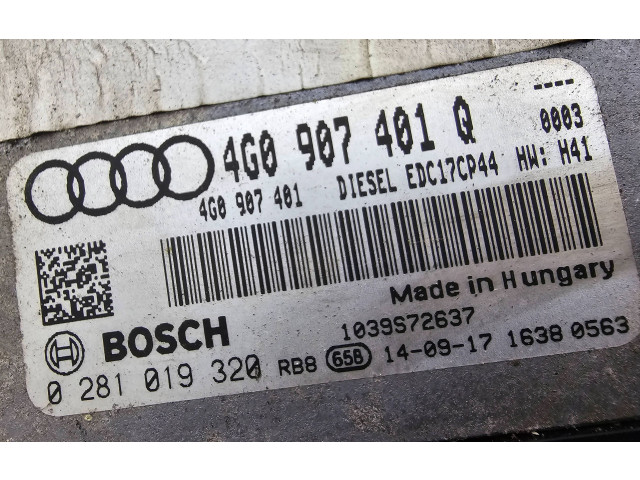 ----
4G0 907 401 Q 0003
4G0 907 401 DIESEL EDC17CP44 HW: H41
Made in Hungary
BOSCH 1039S72637
0 281 019 320 RB8 658 14-09-17 1638 0563